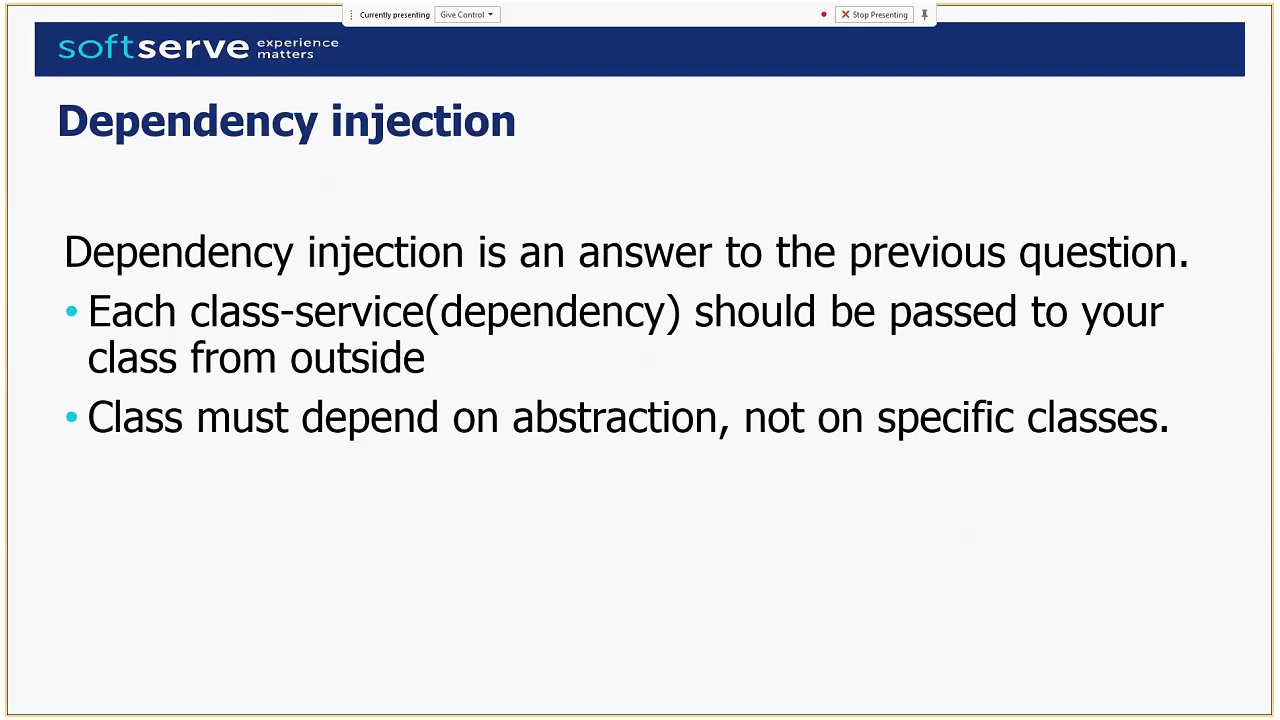 Currently presenting Give Control Stop Presenting
softserve experience
matters
Dependency injection
Dependency injection is an answer to the previous question.
• Each class-service(dependency) should be passed to your
class from outside
• Class must depend on abstraction, not on specific classes.